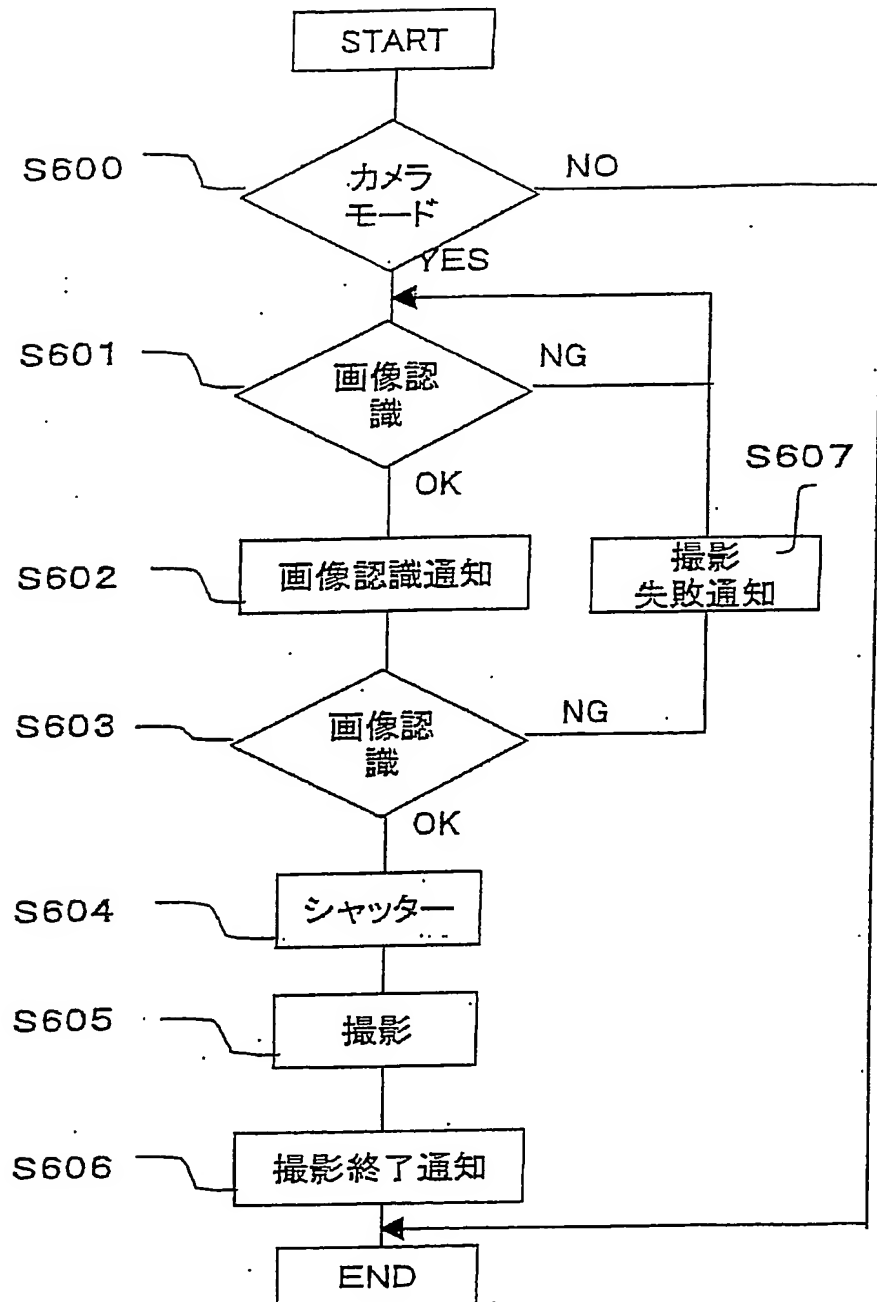 START
S600
カメラ
モード
NO
YES
S601
画像認
識
NG
OK
S607
S602
画像認識通知
撮影
失敗通知
S603
画像認
識
NG
OK
S604
シャッター
S605
撮影
S606
撮影終了通知
END